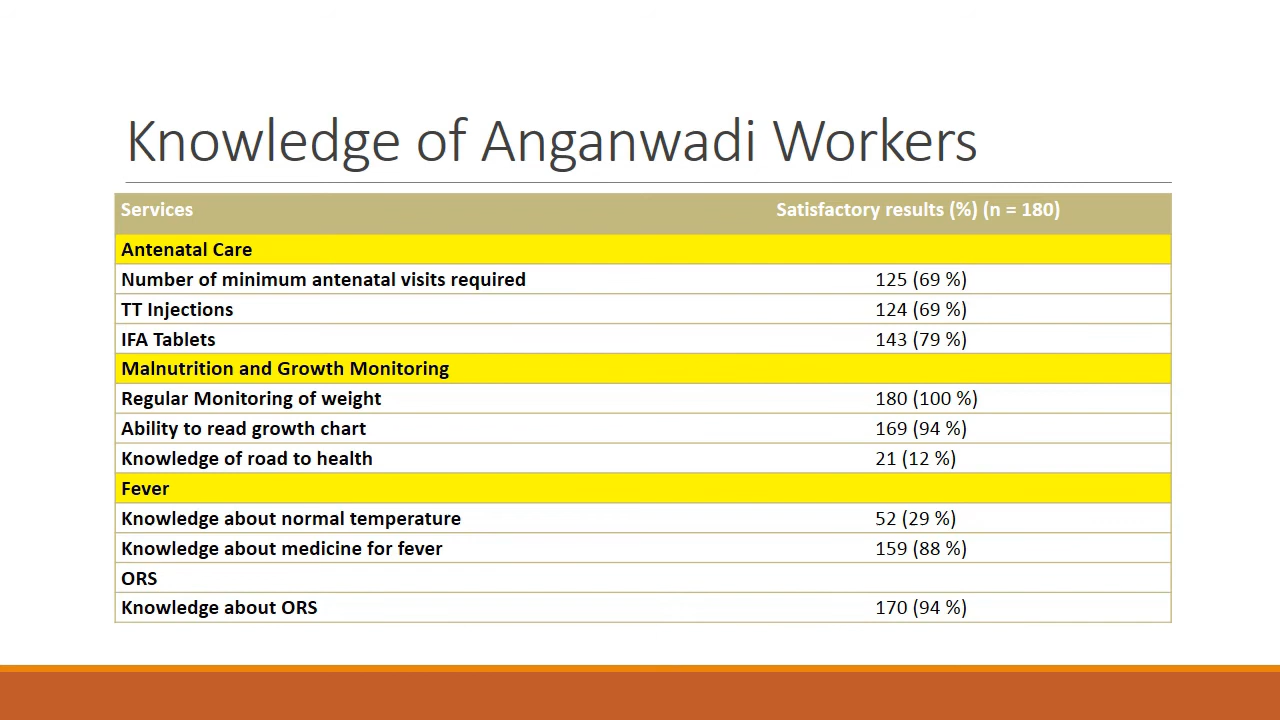 Knowledge of Anganwadi Workers
Services Satisfactory results (%) (n = 180)
Antenatal Care
Number of minimum antenatal visits required 125 (69 %)
TT Injections 124 (69 %)
IFA Tablets 143 (79 %)
Malnutrition and Growth Monitoring
Regular Monitoring of weight 180 (100 %)
Ability to read growth chart 169 (94 %)
Knowledge of road to health 21 (12 %)
Fever
Knowledge about normal temperature 52 (29 %)
Knowledge about medicine for fever 159 (88 %)
ORS
Knowledge about ORS 170 (94 %)